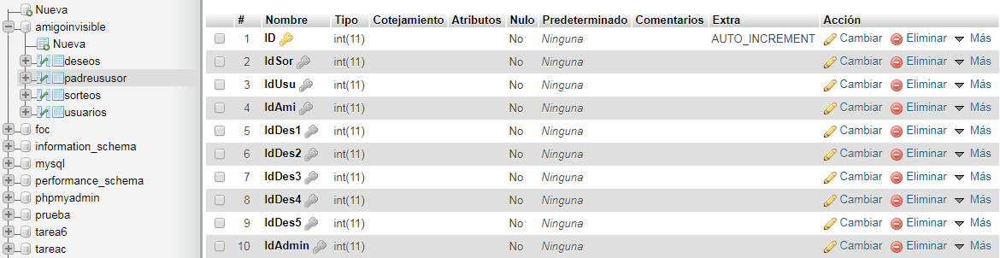 Nueva
amigoinvisible
Nueva
deseos
padreususor
sorteos
usuarios
foc
information_schema
mysql
performance_schema
phpmyadmin
prueba
tarea6
tareac
# Nombre Tipo Cotejamiento Atributos Nulo Predeterminado Comentarios Extra Acción
1 ID int(11) No Ninguna AUTO_INCREMENT Cambiar Eliminar Más
2 IdSor int(11) No Ninguna Cambiar Eliminar Más
3 IdUsu int(11) No Ninguna Cambiar Eliminar Más
4 IdAmi int(11) No Ninguna Cambiar Eliminar Más
5 IdDes1 int(11) No Ninguna Cambiar Eliminar Más
6 IdDes2 int(11) No Ninguna Cambiar Eliminar Más
7 IdDes3 int(11) No Ninguna Cambiar Eliminar Más
8 IdDes4 int(11) No Ninguna Cambiar Eliminar Más
9 IdDes5 int(11) No Ninguna Cambiar Eliminar Más
10 IdAdmin int(11) No Ninguna Cambiar Eliminar Más